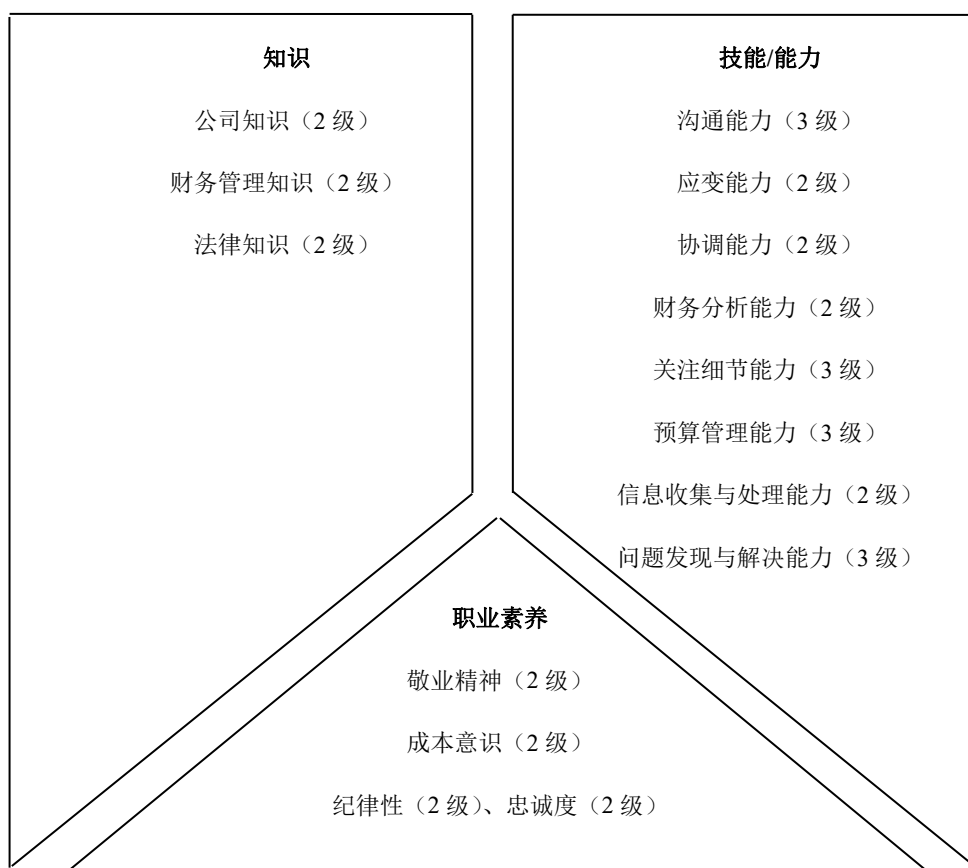 知识
公司知识（2 级）
财务管理知识（2 级）
法律知识（2 级）
技能/能力
沟通能力（3 级）
应变能力（2 级）
协调能力（2 级）
财务分析能力（2 级）
关注细节能力（3 级）
预算管理能力（3 级）
信息收集与处理能力（2 级）
问题发现与解决能力（3 级）
职业素养
敬业精神（2 级）
成本意识（2 级）
纪律性（2 级）、忠诚度（2 级）